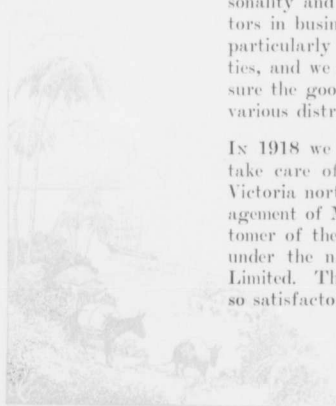 sonality and
tors in busin
particularly
ties, and we
sure the goo
various distr
In 1918 we
take care of
Victoria nort
agement of M
tomer of the
under the n
Limited. Th
so satisfacto